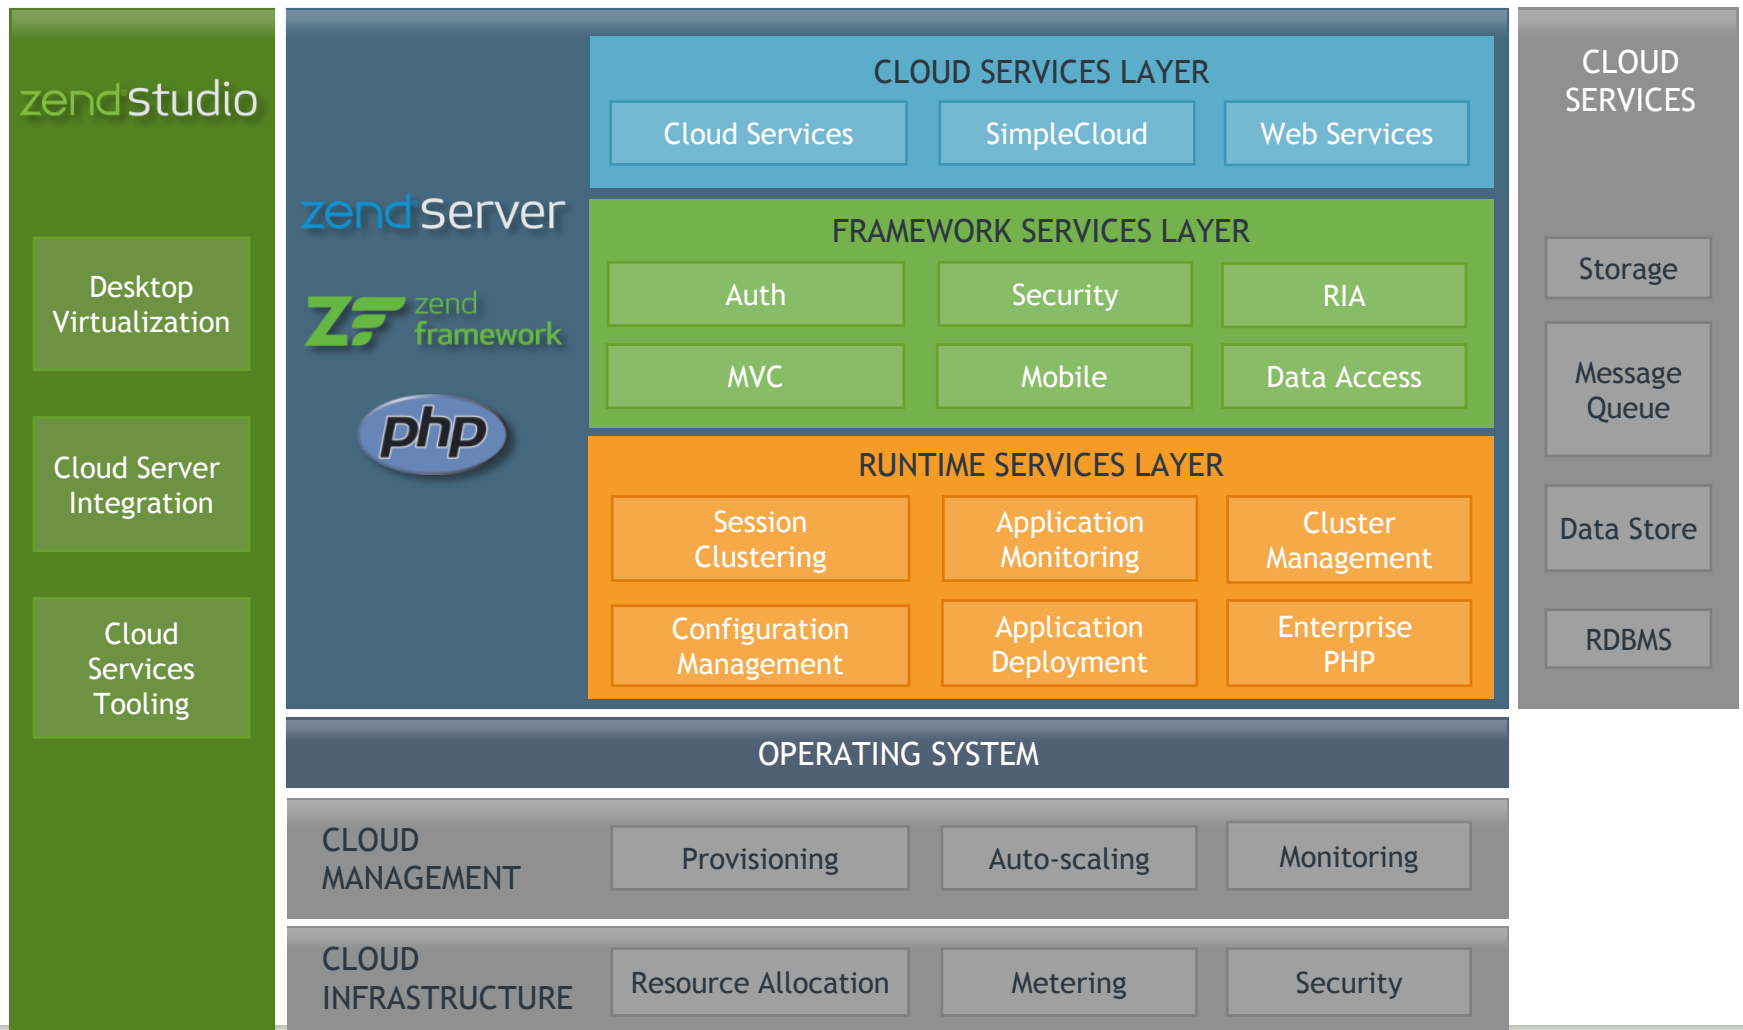 zend studio
Desktop
Virtualization
Cloud Server
Integration
Cloud
Services
Tooling
zend Server
ZF zend
framework
php
CLOUD SERVICES LAYER
Cloud Services
SimpleCloud
Web Services
FRAMEWORK SERVICES LAYER
Auth
Security
RIA
MVC
Mobile
Data Access
RUNTIME SERVICES LAYER
Session
Clustering
Application
Monitoring
Cluster
Management
Configuration
Management
Application
Deployment
Enterprise
PHP
OPERATING SYSTEM
CLOUD
MANAGEMENT
Provisioning
Auto-scaling
Monitoring
CLOUD
INFRASTRUCTURE
Resource Allocation
Metering
Security
CLOUD
SERVICES
Storage
Message
Queue
Data Store
RDBMS